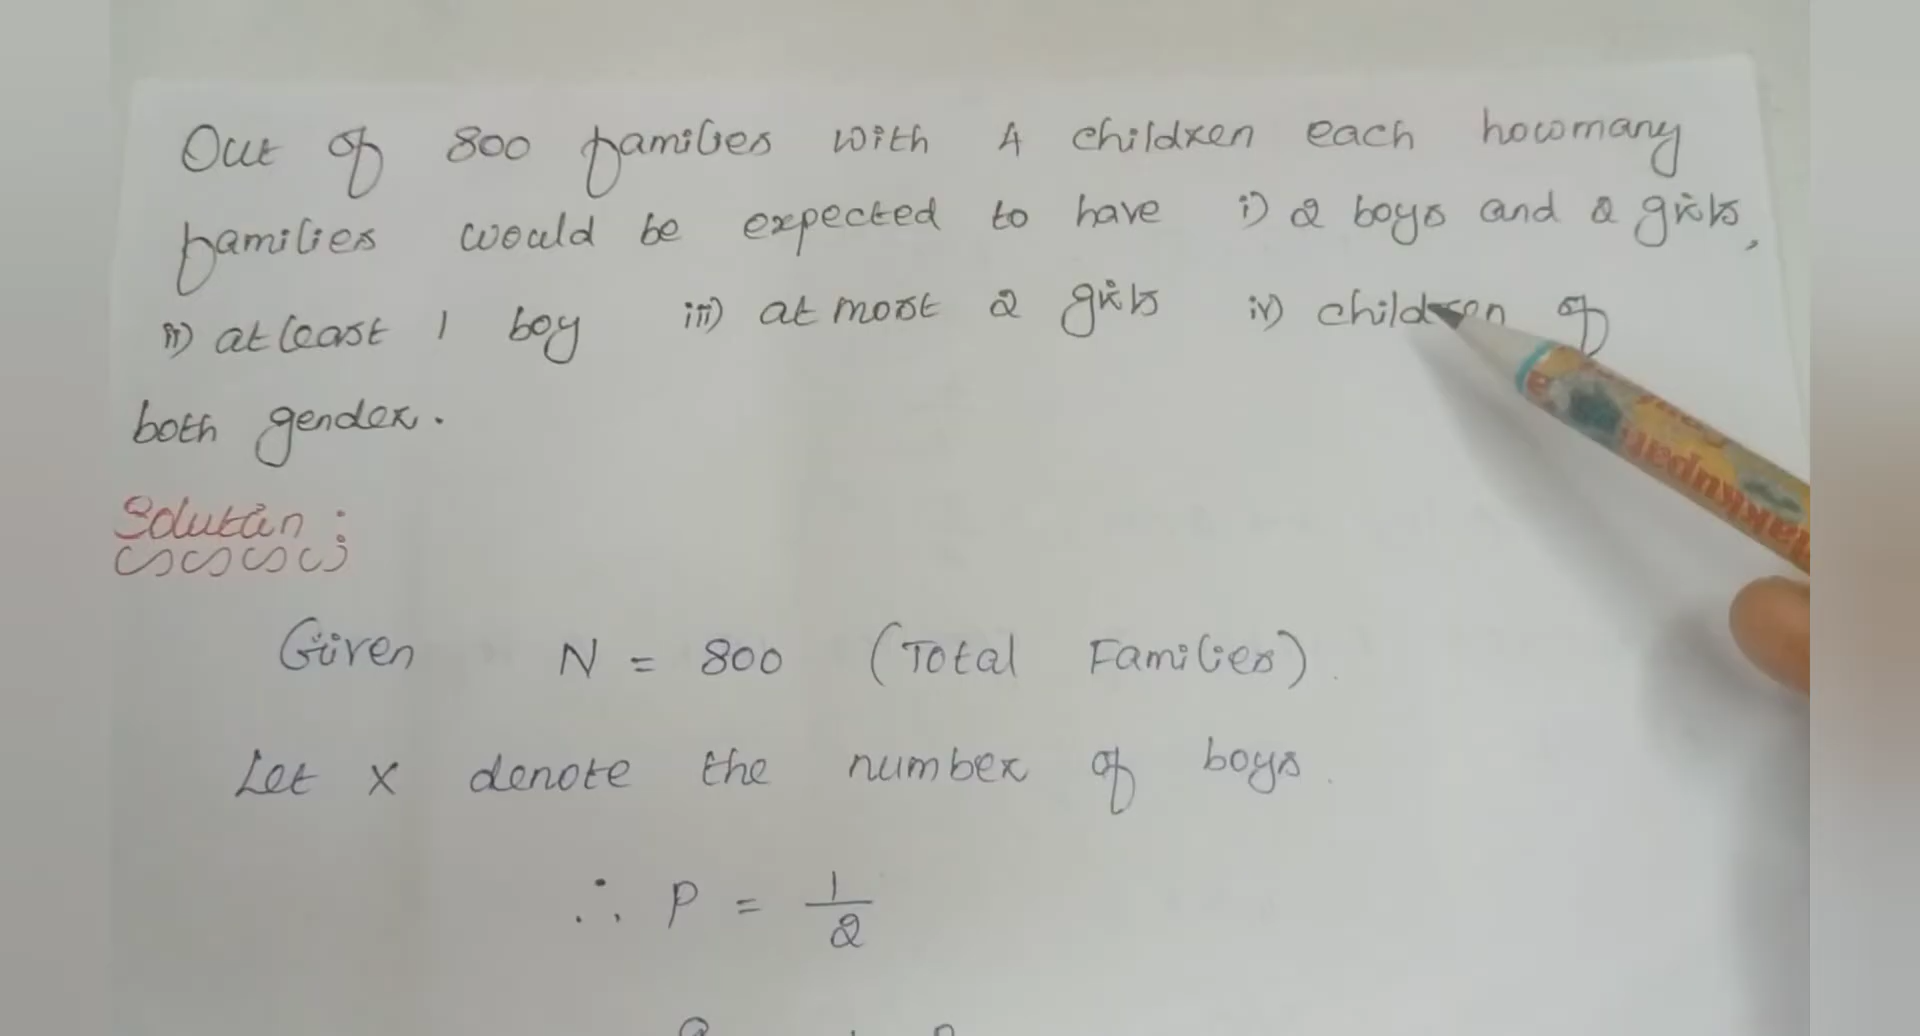 Out of 800 families with 4 children each howmany
families would be expected to have i) 2 boys and 2 girls,
ii) atleast 1 boy iii) at most 2 girls iv) children of
both gender.
Solution :
Given N = 800 (Total Families)
Let X denote the number of boys.
∴ P = 1/2